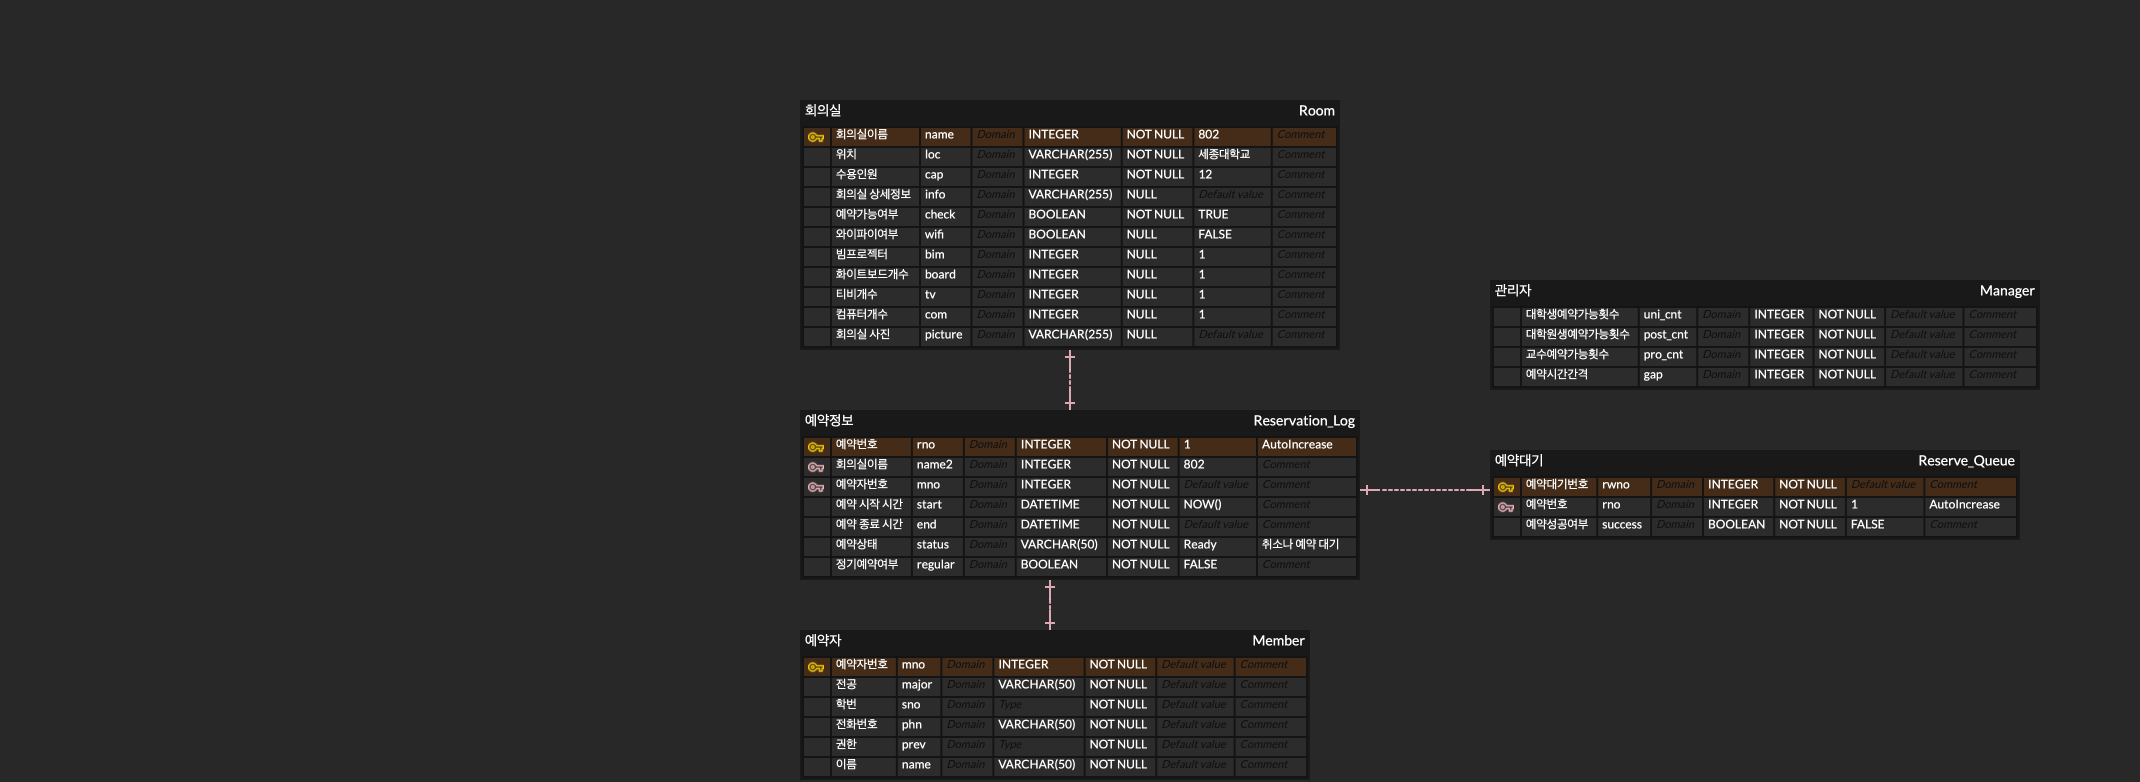 회의실 Room
회의실이름 name Domain INTEGER NOT NULL 802 Comment
위치 loc Domain VARCHAR(255) NOT NULL 세종대학교 Comment
수용인원 cap Domain INTEGER NOT NULL 12 Comment
회의실 상세정보 info Domain VARCHAR(255) NULL Default value Comment
예약가능여부 check Domain BOOLEAN NOT NULL TRUE Comment
와이파이여부 wifi Domain BOOLEAN NULL FALSE Comment
빔프로젝터 bim Domain INTEGER NULL 1 Comment
화이트보드개수 board Domain INTEGER NULL 1 Comment
티비개수 tv Domain INTEGER NULL 1 Comment
컴퓨터개수 com Domain INTEGER NULL 1 Comment
회의실 사진 picture Domain VARCHAR(255) NULL Default value Comment
관리자 Manager
대학생예약가능횟수 uni_cnt Domain INTEGER NOT NULL Default value Comment
대학원생예약가능횟수 post_cnt Domain INTEGER NOT NULL Default value Comment
교수예약가능횟수 pro_cnt Domain INTEGER NOT NULL Default value Comment
예약시간간격 gap Domain INTEGER NOT NULL Default value Comment
예약정보 Reservation_Log
예약번호 rno Domain INTEGER NOT NULL 1 AutoIncrease
회의실이름 name2 Domain INTEGER NOT NULL 802 Comment
예약자번호 mno Domain INTEGER NOT NULL Default value Comment
예약 시작 시간 start Domain DATETIME NOT NULL NOW() Comment
예약 종료 시간 end Domain DATETIME NOT NULL Default value Comment
예약상태 status Domain VARCHAR(50) NOT NULL Ready 취소나 예약 대기
정기예약여부 regular Domain BOOLEAN NOT NULL FALSE Comment
예약대기 Reserve_Queue
예약대기번호 rwno Domain INTEGER NOT NULL Default value Comment
예약번호 rno Domain INTEGER NOT NULL 1 AutoIncrease
예약성공여부 success Domain BOOLEAN NOT NULL FALSE Comment
예약자 Member
예약자번호 mno Domain INTEGER NOT NULL Default value Comment
전공 major Domain VARCHAR(50) NOT NULL Default value Comment
학번 sno Domain Type NOT NULL Default value Comment
전화번호 phn Domain VARCHAR(50) NOT NULL Default value Comment
권한 prev Domain Type NOT NULL Default value Comment
이름 name Domain VARCHAR(50) NOT NULL Default value Comment